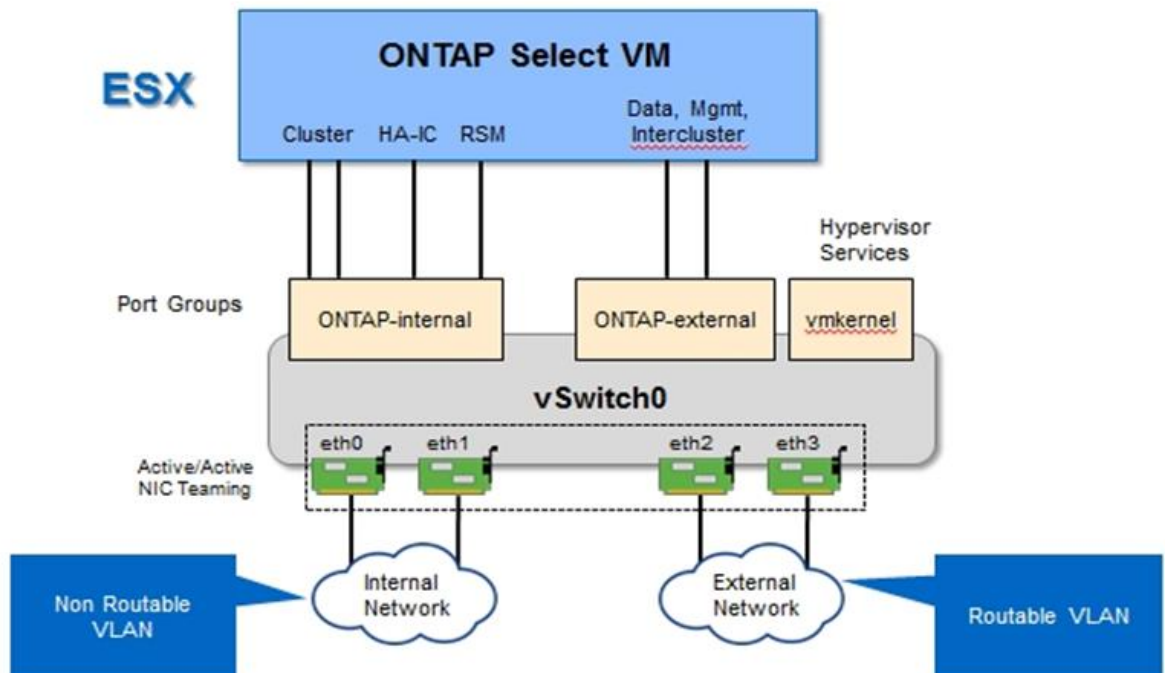 ONTAP Select VM
ESX
Cluster HA-IC RSM
Data, Mgmt,
Intercluster
Hypervisor
Services
Port Groups
ONTAP-internal
ONTAP-external
vmkernel
vSwitch0
eth0 eth1 eth2 eth3
Active/Active
NIC Teaming
Internal
Network
External
Network
Non Routable
VLAN
Routable VLAN